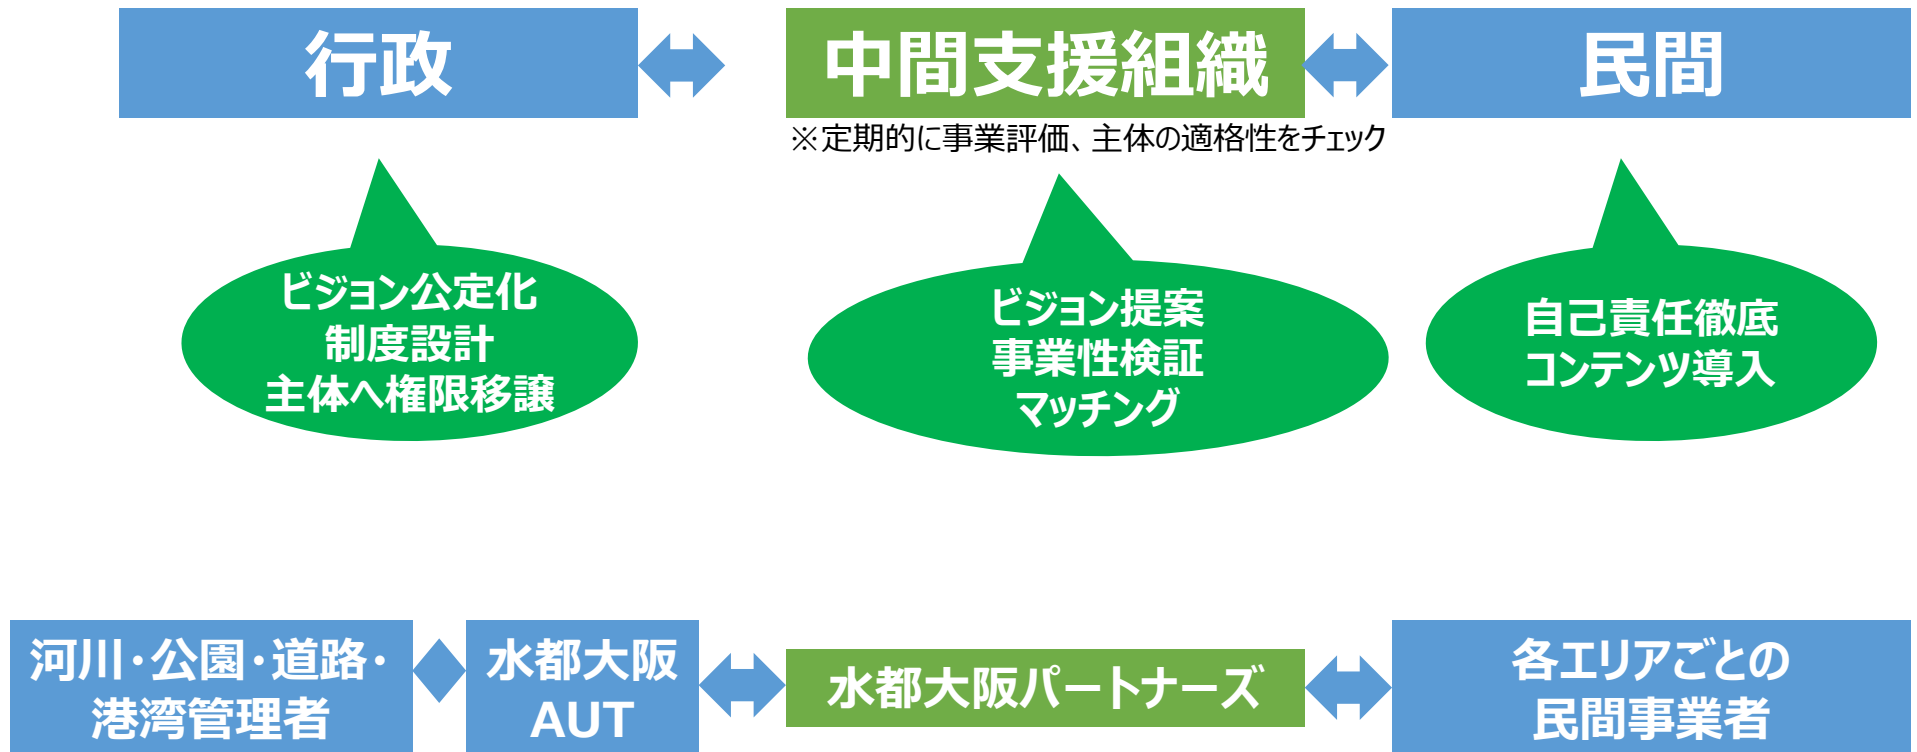 行政
中間支援組織
民間
※定期的に事業評価、主体の適格性をチェック
ビジョン公定化
制度設計
主体へ権限移譲
ビジョン提案
事業性検証
マッチング
自己責任徹底
コンテンツ導入
河川・公園・道路・
港湾管理者
水都大阪
AUT
水都大阪パートナーズ
各エリアごとの
民間事業者